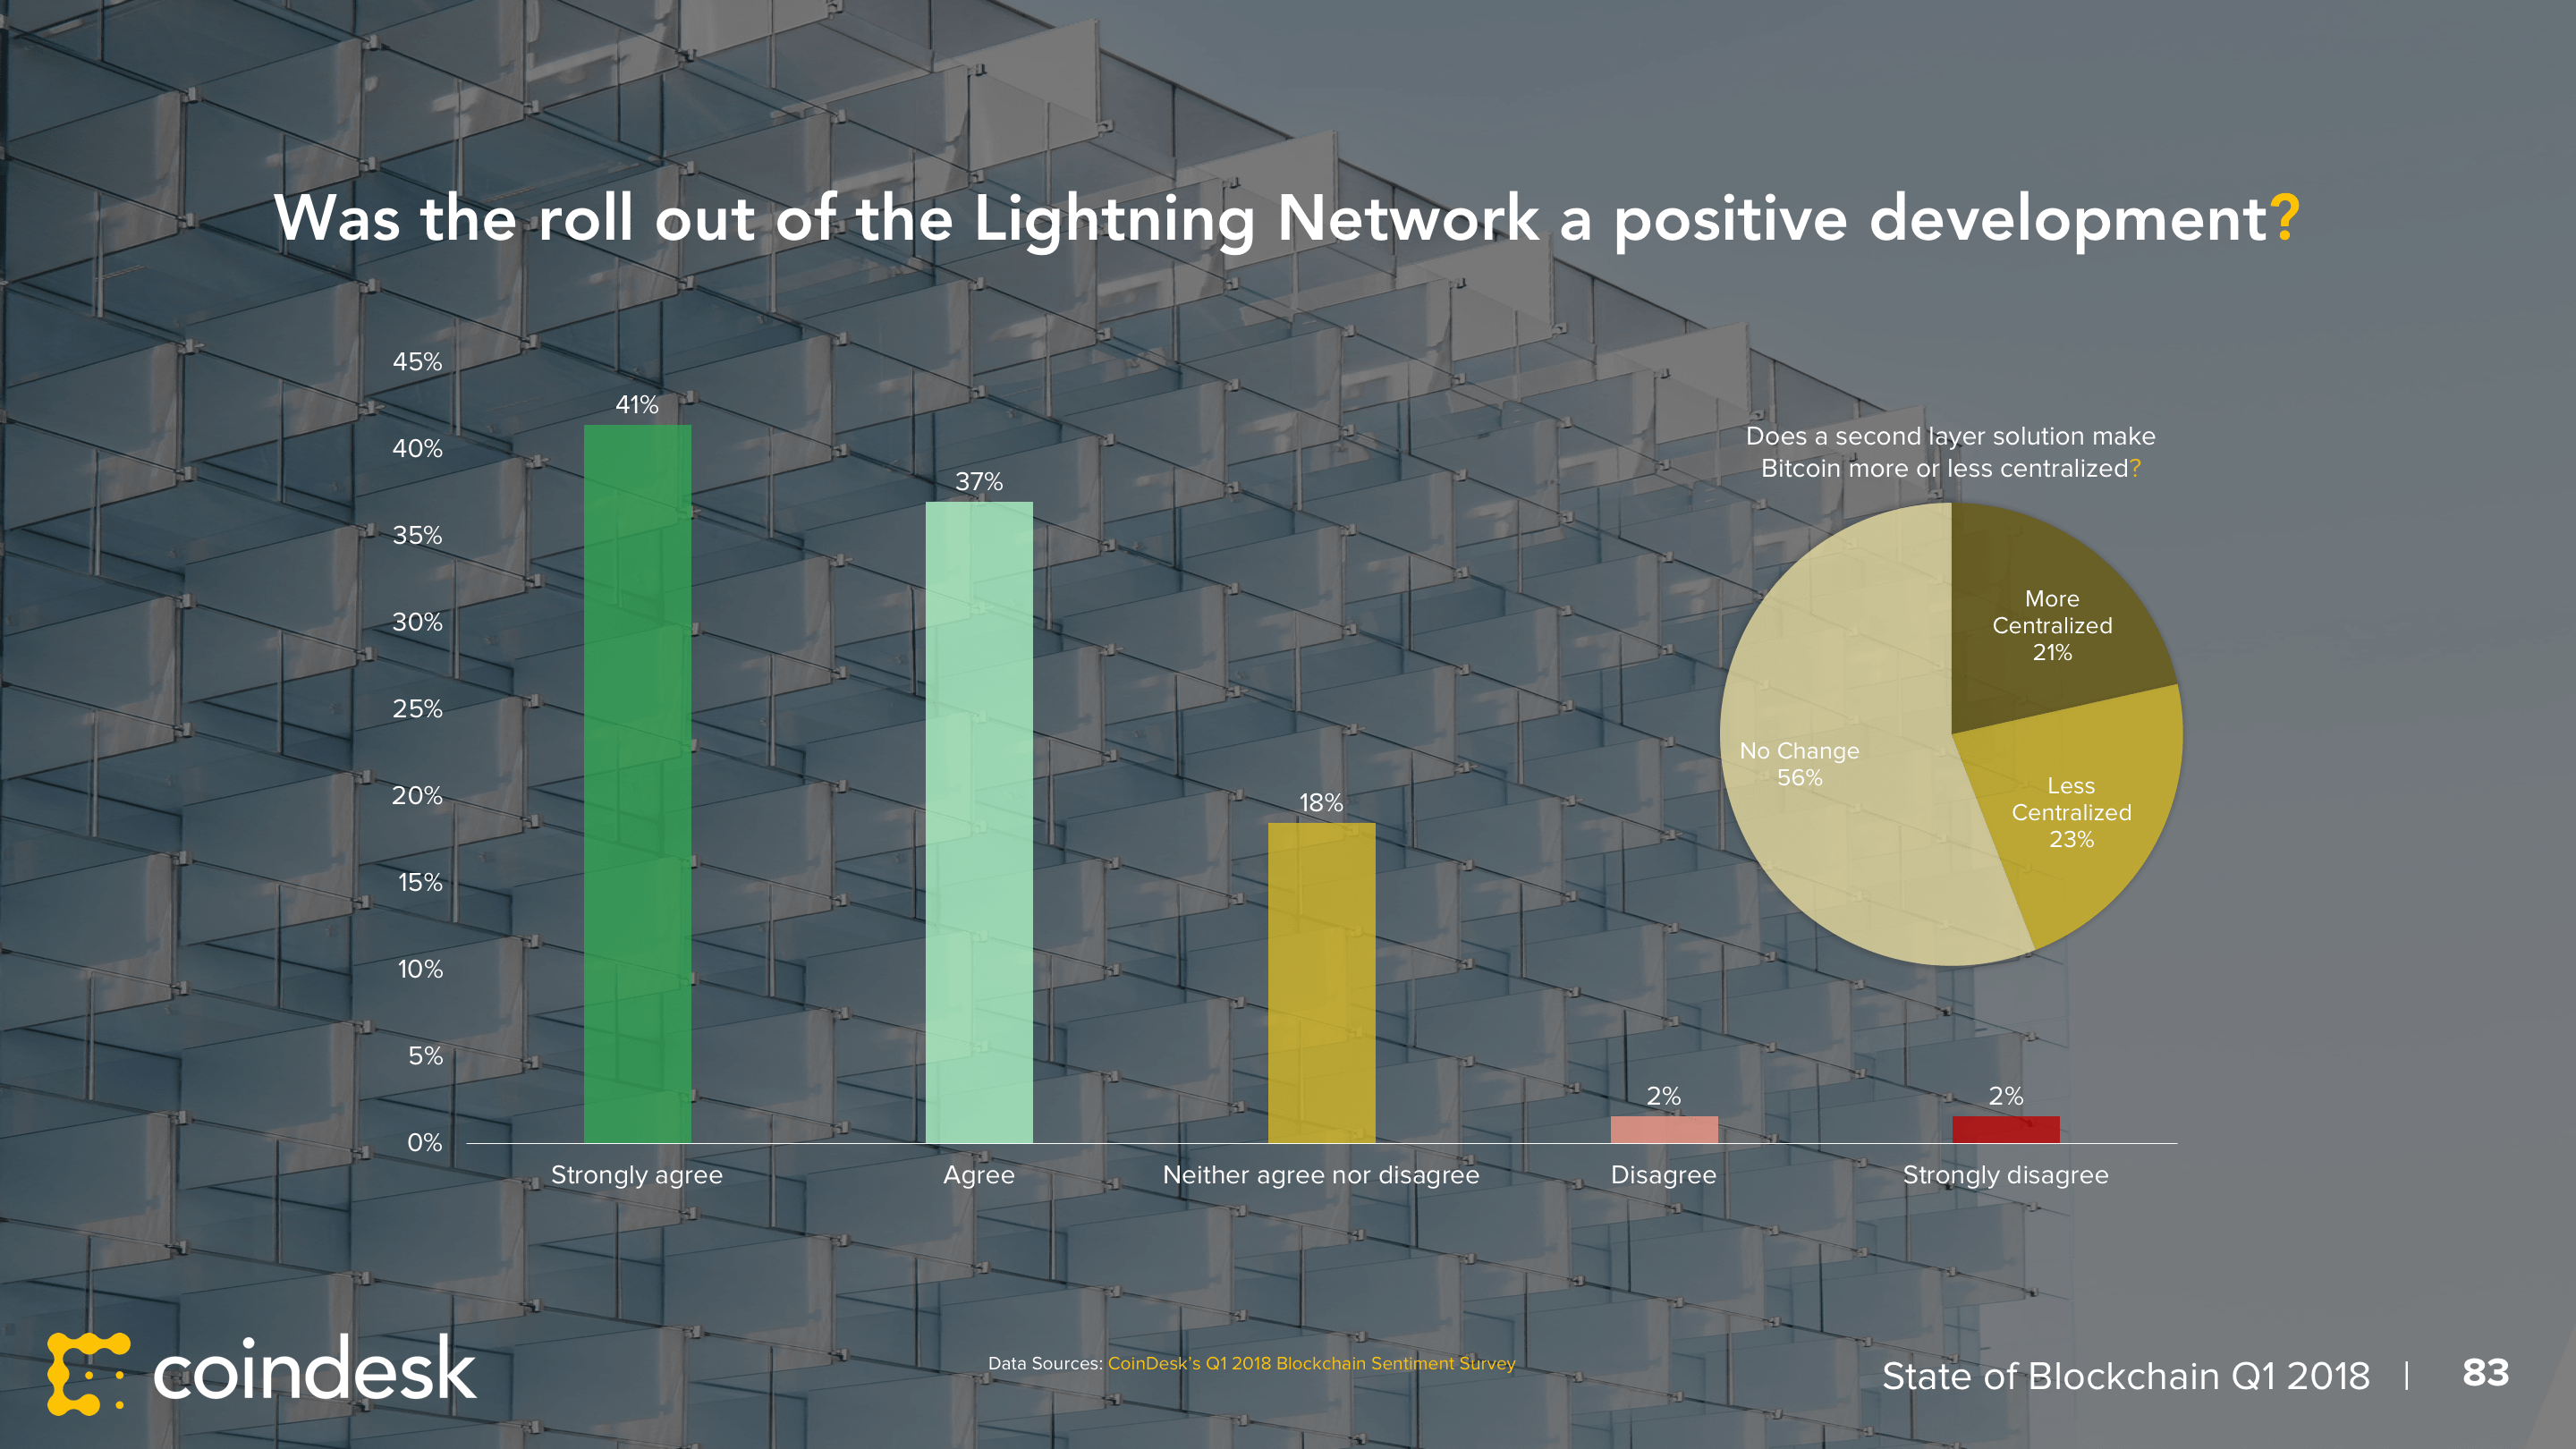 Was the roll out of the Lightning Network a positive development?
45%
40%
35%
30%
25%
20%
15%
10%
5%
0%
41%
37%
18%
2%
2%
Strongly agree
Agree
Neither agree nor disagree
Disagree
Strongly disagree
Does a second layer solution make
Bitcoin more or less centralized?
More
Centralized
21%
Less
Centralized
23%
No Change
56%
coindesk
Data Sources: CoinDesk's Q1 2018 Blockchain Sentiment Survey
State of Blockchain Q1 2018 | 83